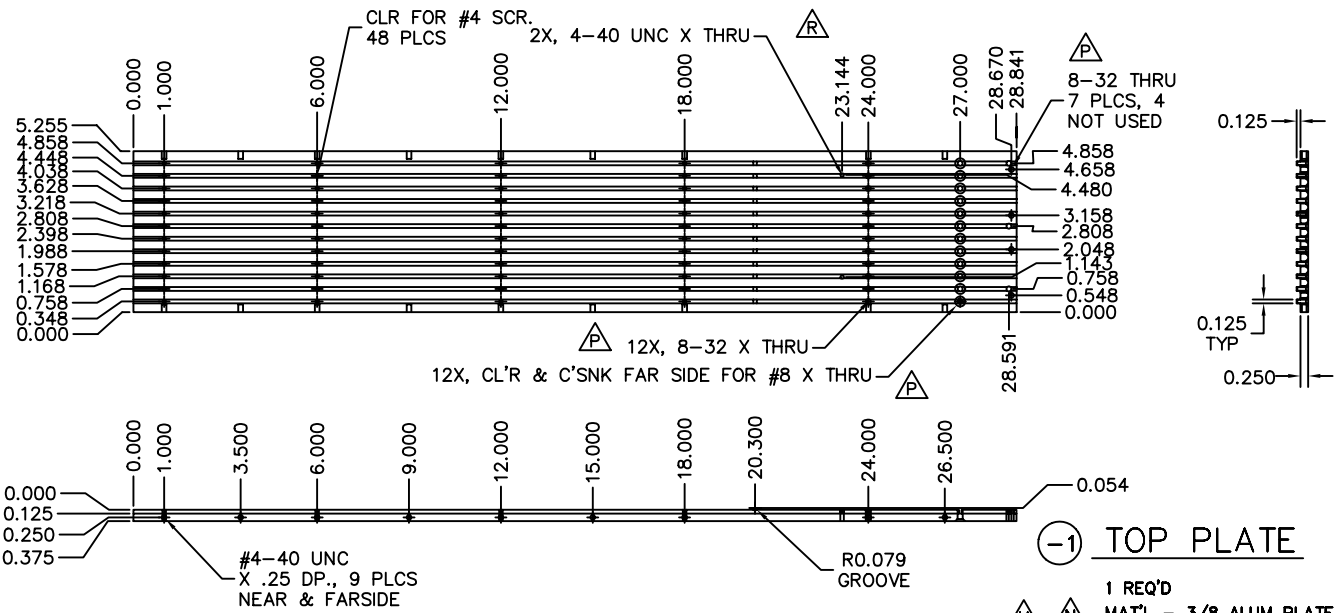 CLR FOR #4 SCR.
48 PLCS
2X, 4-40 UNC X THRU
R
P
8-32 THRU
7 PLCS, 4
NOT USED
0.000
1.000
6.000
12.000
18.000
23.144
24.000
27.000
28.670
28.841
5.255
4.858
4.448
4.038
3.628
3.218
2.808
2.398
1.988
1.578
1.168
0.758
0.348
0.000
4.858
4.658
4.480
3.158
2.808
2.048
1.143
0.758
0.548
0.000
28.591
0.125
0.125
TYP
0.250
P
12X, 8-32 X THRU
12X, CL'R & C'SNK FAR SIDE FOR #8 X THRU
P
0.000
1.000
3.500
6.000
9.000
12.000
15.000
18.000
20.300
24.000
26.500
0.000
0.125
0.250
0.375
0.054
#4-40 UNC
X .25 DP., 9 PLCS
NEAR & FARSIDE
R0.079
GROOVE
-1 TOP PLATE
1 REQ'D
MAT'L - 3/8 ALUM PLATE